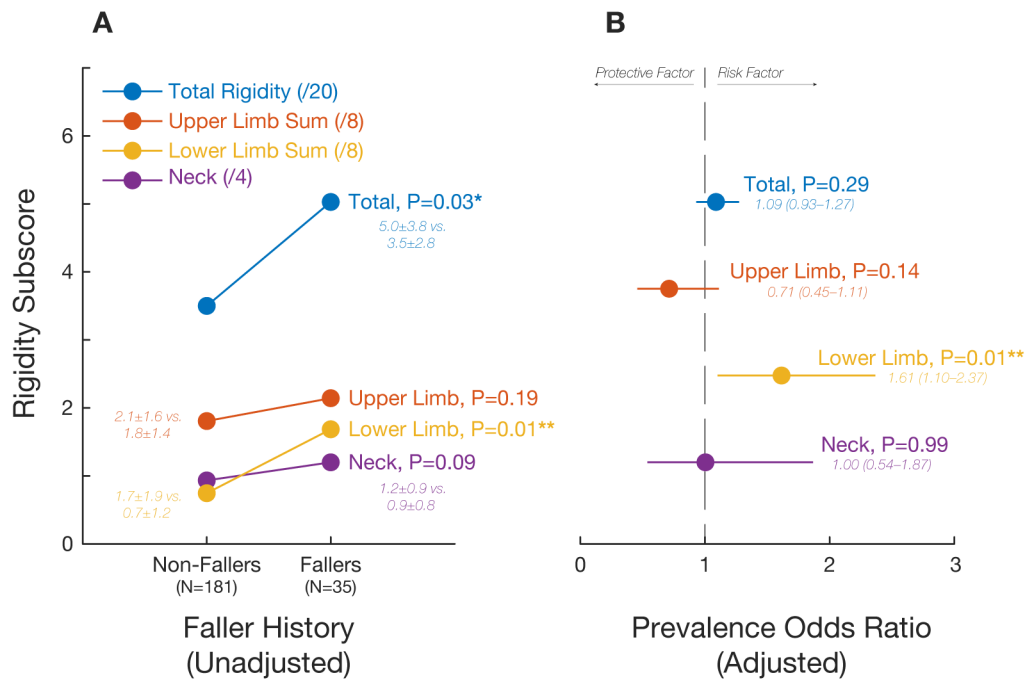 A
Total Rigidity (/20)
Upper Limb Sum (/8)
Lower Limb Sum (/8)
Neck (/4)
Rigidity Subscore
6
4
2
0
Total, P=0.03*
5.0±3.8 vs.
3.5±2.8
2.1±1.6 vs.
1.8±1.4
Upper Limb, P=0.19
Lower Limb, P=0.01**
Neck, P=0.09
1.2±0.9 vs.
0.9±0.8
1.7±1.9 vs.
0.7±1.2
Non-Fallers
(N=181)
Fallers
(N=35)
Faller History
(Unadjusted)
B
Protective Factor
Risk Factor
Total, P=0.29
1.09 (0.93–1.27)
Upper Limb, P=0.14
0.71 (0.45–1.11)
Lower Limb, P=0.01**
1.61 (1.10–2.37)
Neck, P=0.99
1.00 (0.54–1.87)
0
1
2
3
Prevalence Odds Ratio
(Adjusted)